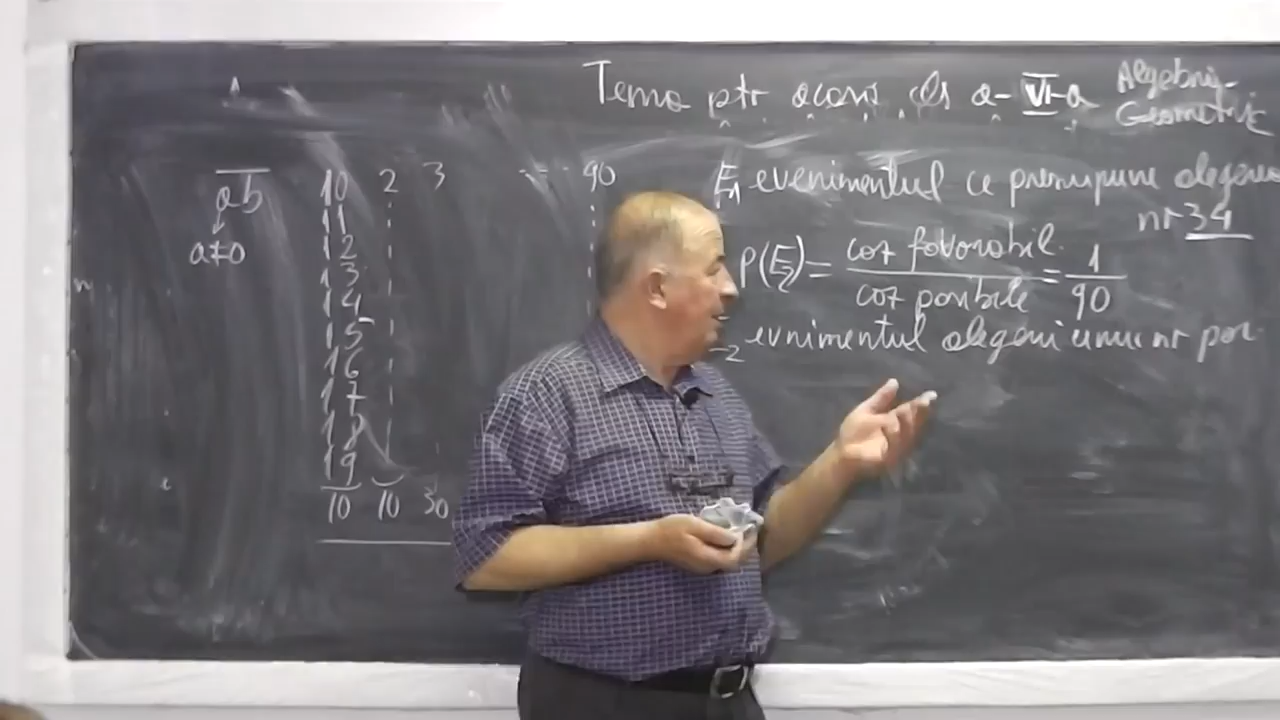 Tema ptr acasă cls a-VI-a
Algebră-
Geometrie
ab
a≠0
10 2 3 --- 90
11
12
13
14
15
16
17
18
19
10 10 30
E1 evenimentul ce presupune alegerea
nr 34
P(E2)= caz favorabil / caz posibile = 1/90
2 evnimentul alegerii unui nr par